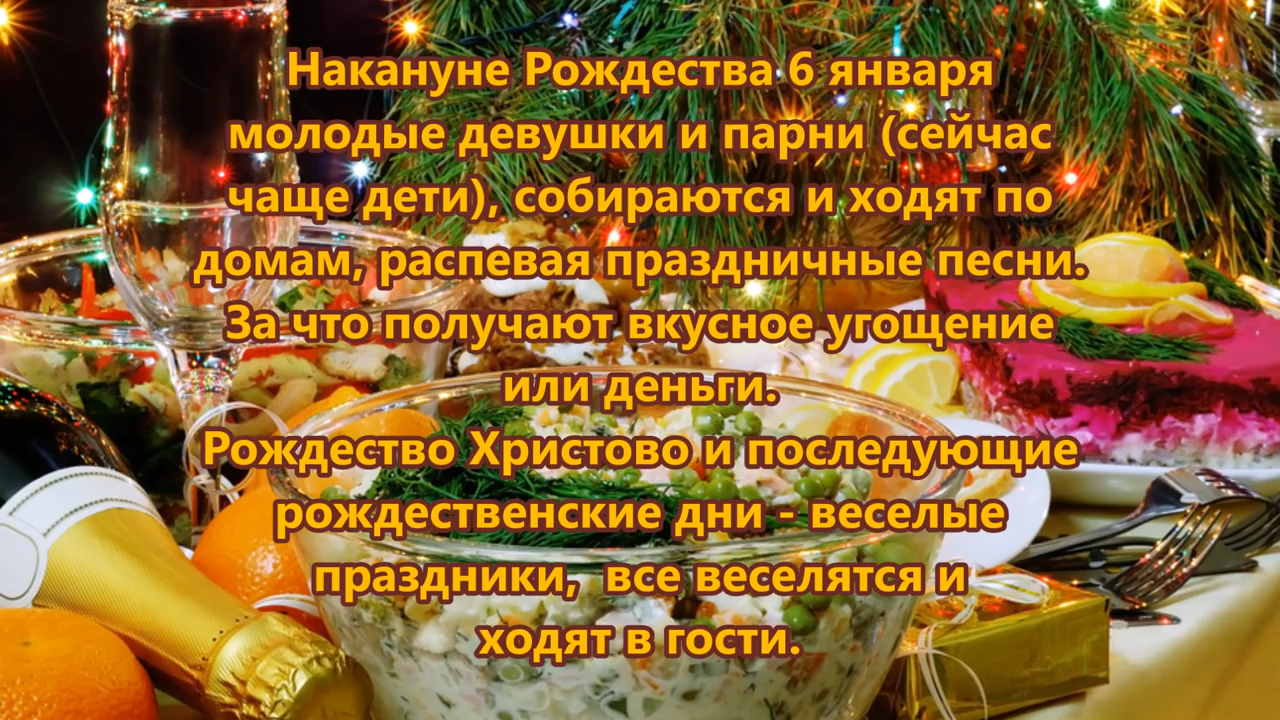 Накануне Рождества 6 января
молодые девушки и парни (сейчас
чаще дети), собираются и ходят по
домам, распевая праздничные песни.
За что получают вкусное угощение
или деньги.
Рождество Христово и последующие
рождественские дни - веселые
праздники,  все веселятся и
ходят в гости.